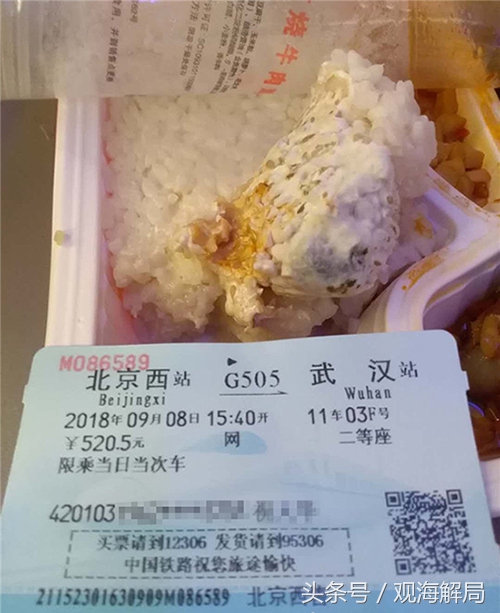 烧牛肉
M086589
北京西站 G505 武汉站
Beijingxi Wuhan
2018年09月08日 15:40开 11车03F号
¥520.5元 网 二等座
限乘当日当次车
420103
买票请到12306 发货请到95306
中国铁路祝您旅途愉快
21152301630909M086589 北京西
头条号 / 观海解局